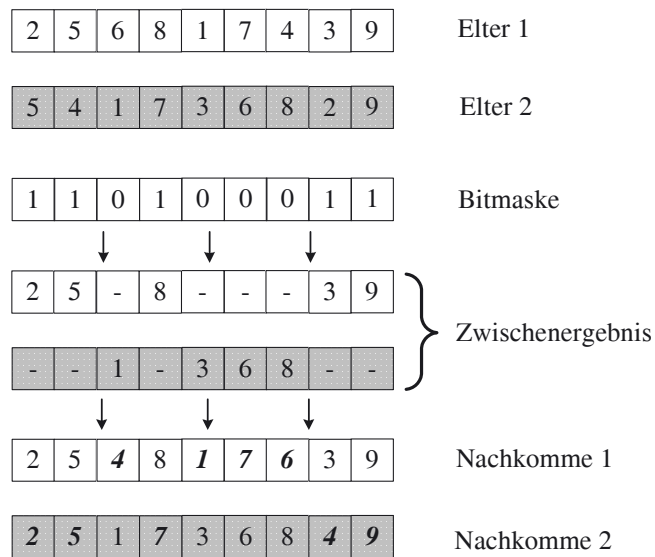 2 5 6 8 1 7 4 3 9 Elter 1
5 4 1 7 3 6 8 2 9 Elter 2
1 1 0 1 0 0 0 1 1 Bitmaske
2 5 - 8 - - - 3 9
Zwischenergebnis
- - 1 - 3 6 8 - -
2 5 4 8 1 7 6 3 9 Nachkomme 1
2 5 1 7 3 6 8 4 9 Nachkomme 2